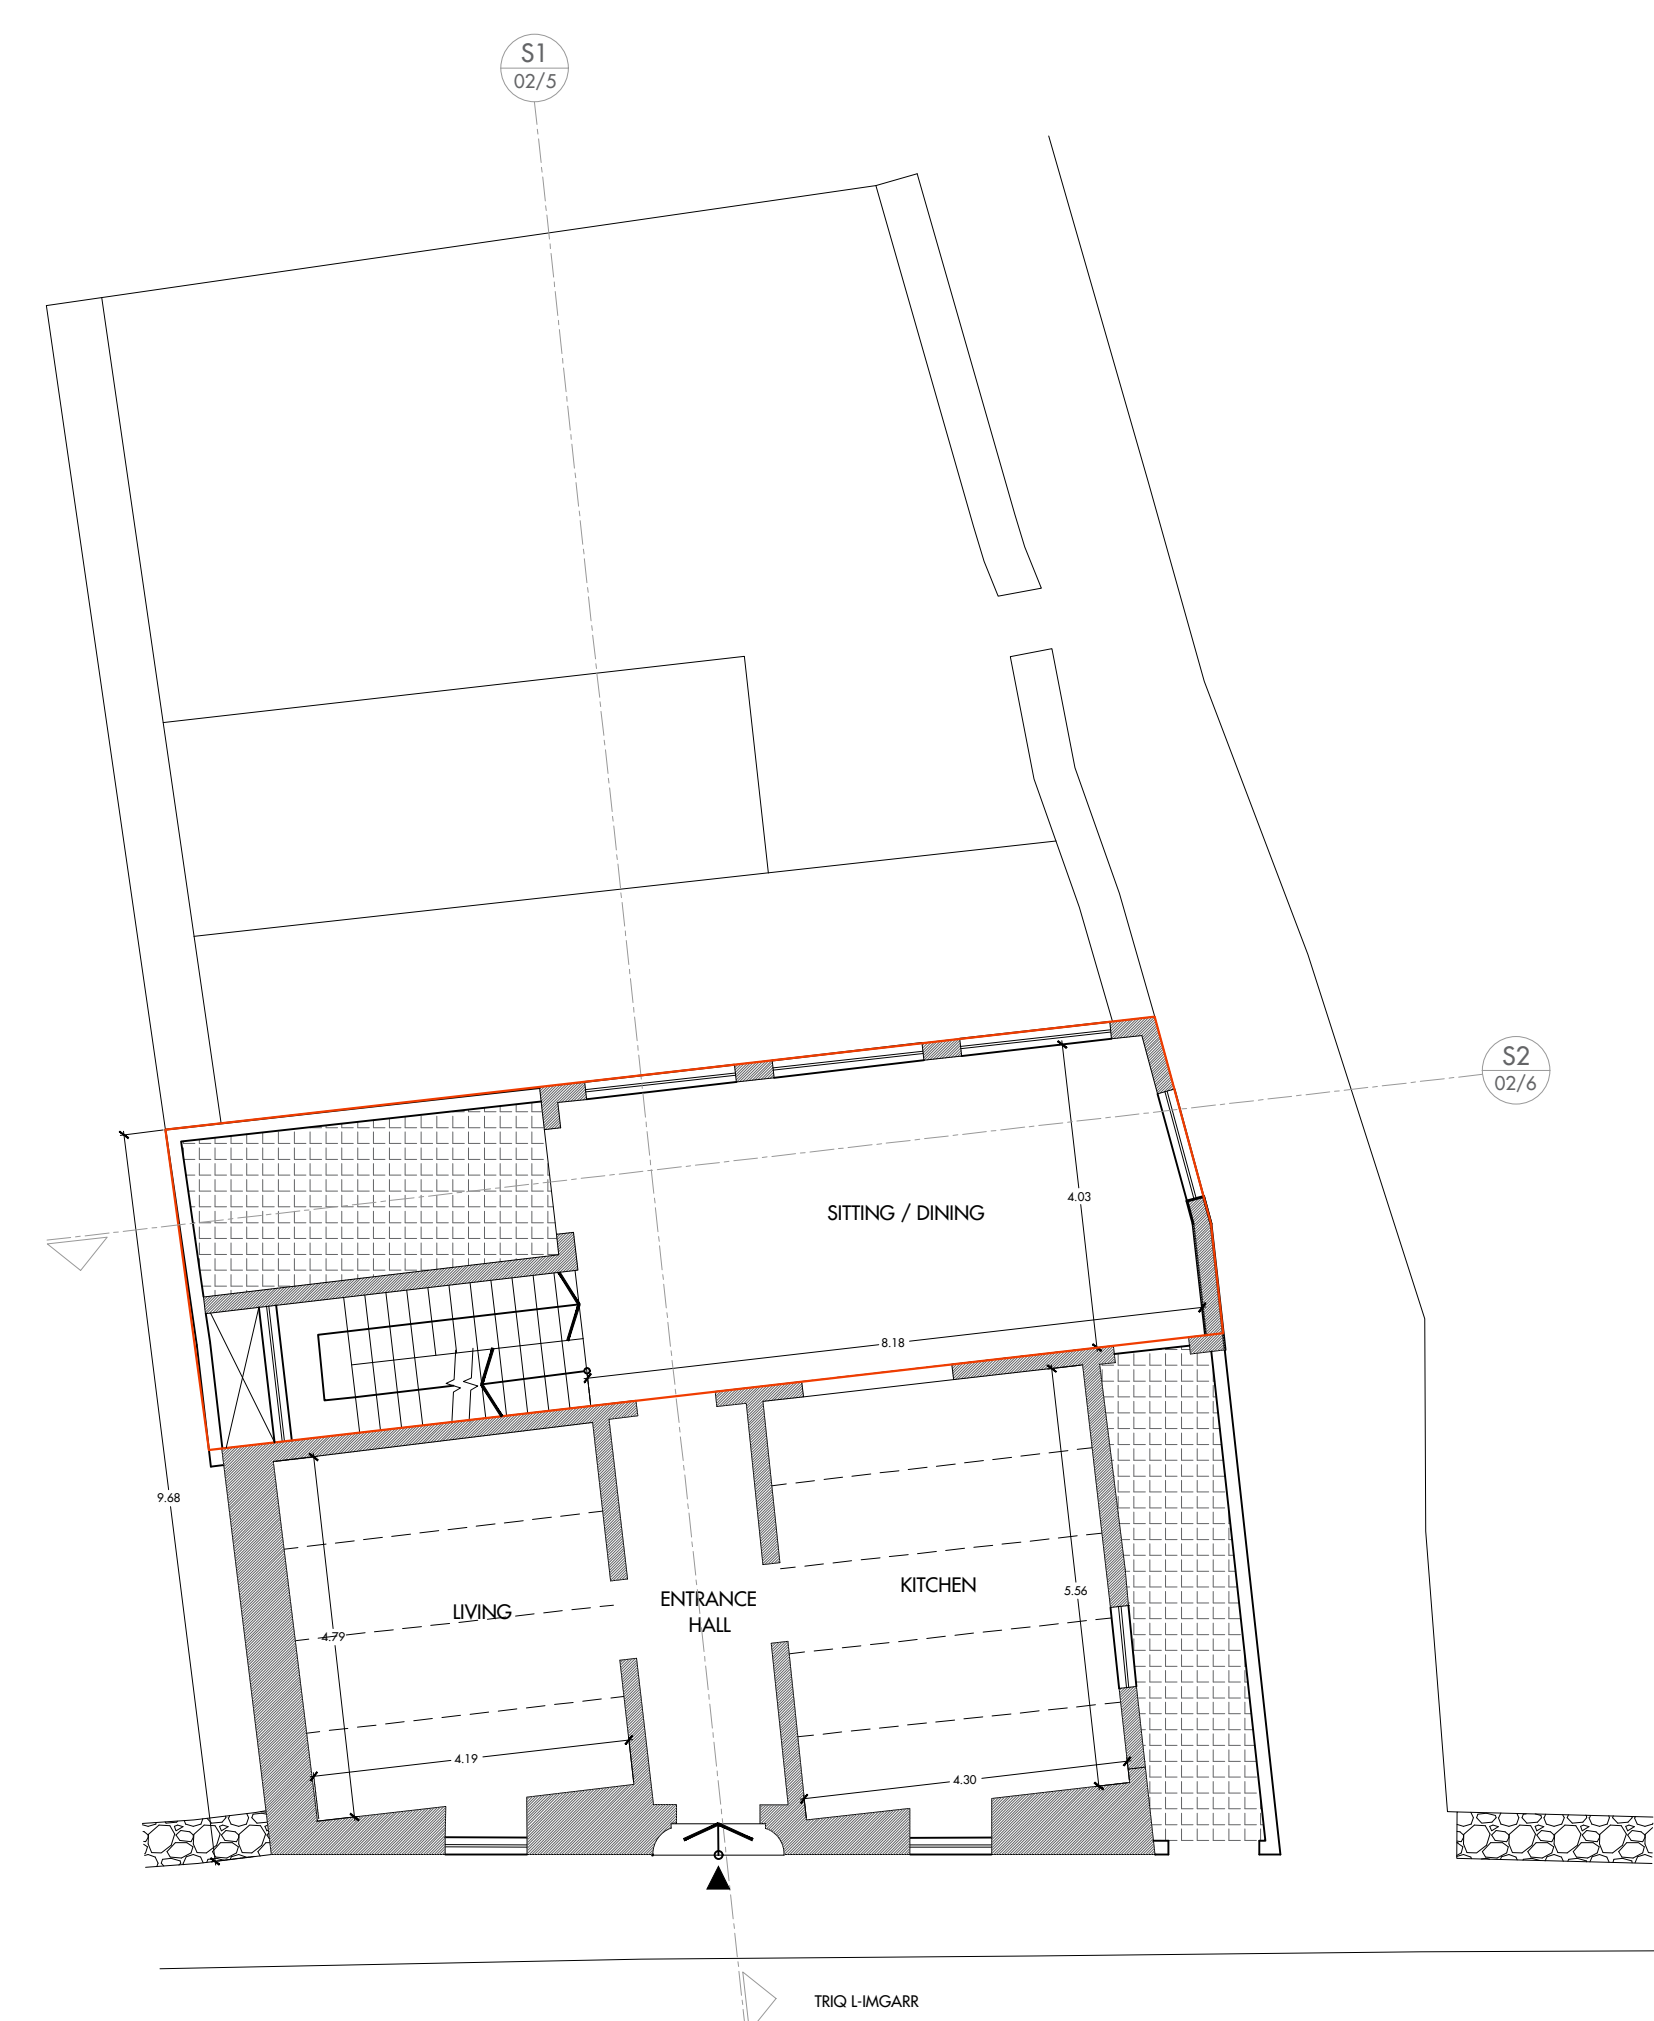 S1
02/5
S2
02/6
4.03
SITTING / DINING
8.18
9.68
KITCHEN
5.56
ENTRANCE
HALL
LIVING
4.79
4.19
4.30
TRIQ L-IMGARR